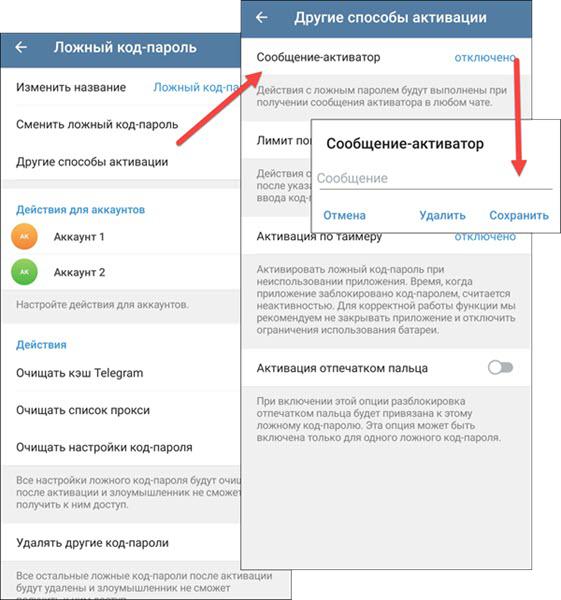 Ложный код-пароль
Изменить название
Ложный код-па
Сменить ложный код-пароль
Другие способы активации
Действия для аккаунтов
АК
Аккаунт 1
АК
Аккаунт 2
Настройте действия для аккаунтов.
Действия
Очищать кэш Telegram
Очищать список прокси
Очищать настройки код-пароля
Все настройки ложного код-пароля будут очищ
после активации и злоумышленник не сможет
получить к ним доступ.
Удалять другие код-пароли
Все остальные ложные код-пароли после активации
будут удалены и злоумышленник не сможет
Другие способы активации
Сообщение-активатор
отключено
Действия с ложным паролем будут выполнены при
получении сообщения активатора в любом чате.
Лимит
Действия
после указа
ввода код-
Сообщение-активатор
Сообщение
Отмена
Удалить
Сохранить
Активация по таймеру
отключено
Активировать ложный код-пароль при
неиспользовании приложения. Время, когда
приложение заблокировано код-паролем, считается
неактивностью. Для корректной работы функции мы
рекомендуем не закрывать приложение и отключить
ограничения использования батареи.
Активация отпечатком пальца
При включении этой опции разблокировка
отпечатком пальца будет привязана к этому
ложному код-паролю. Эта опция может быть
включена только для одного ложного код-пароля.